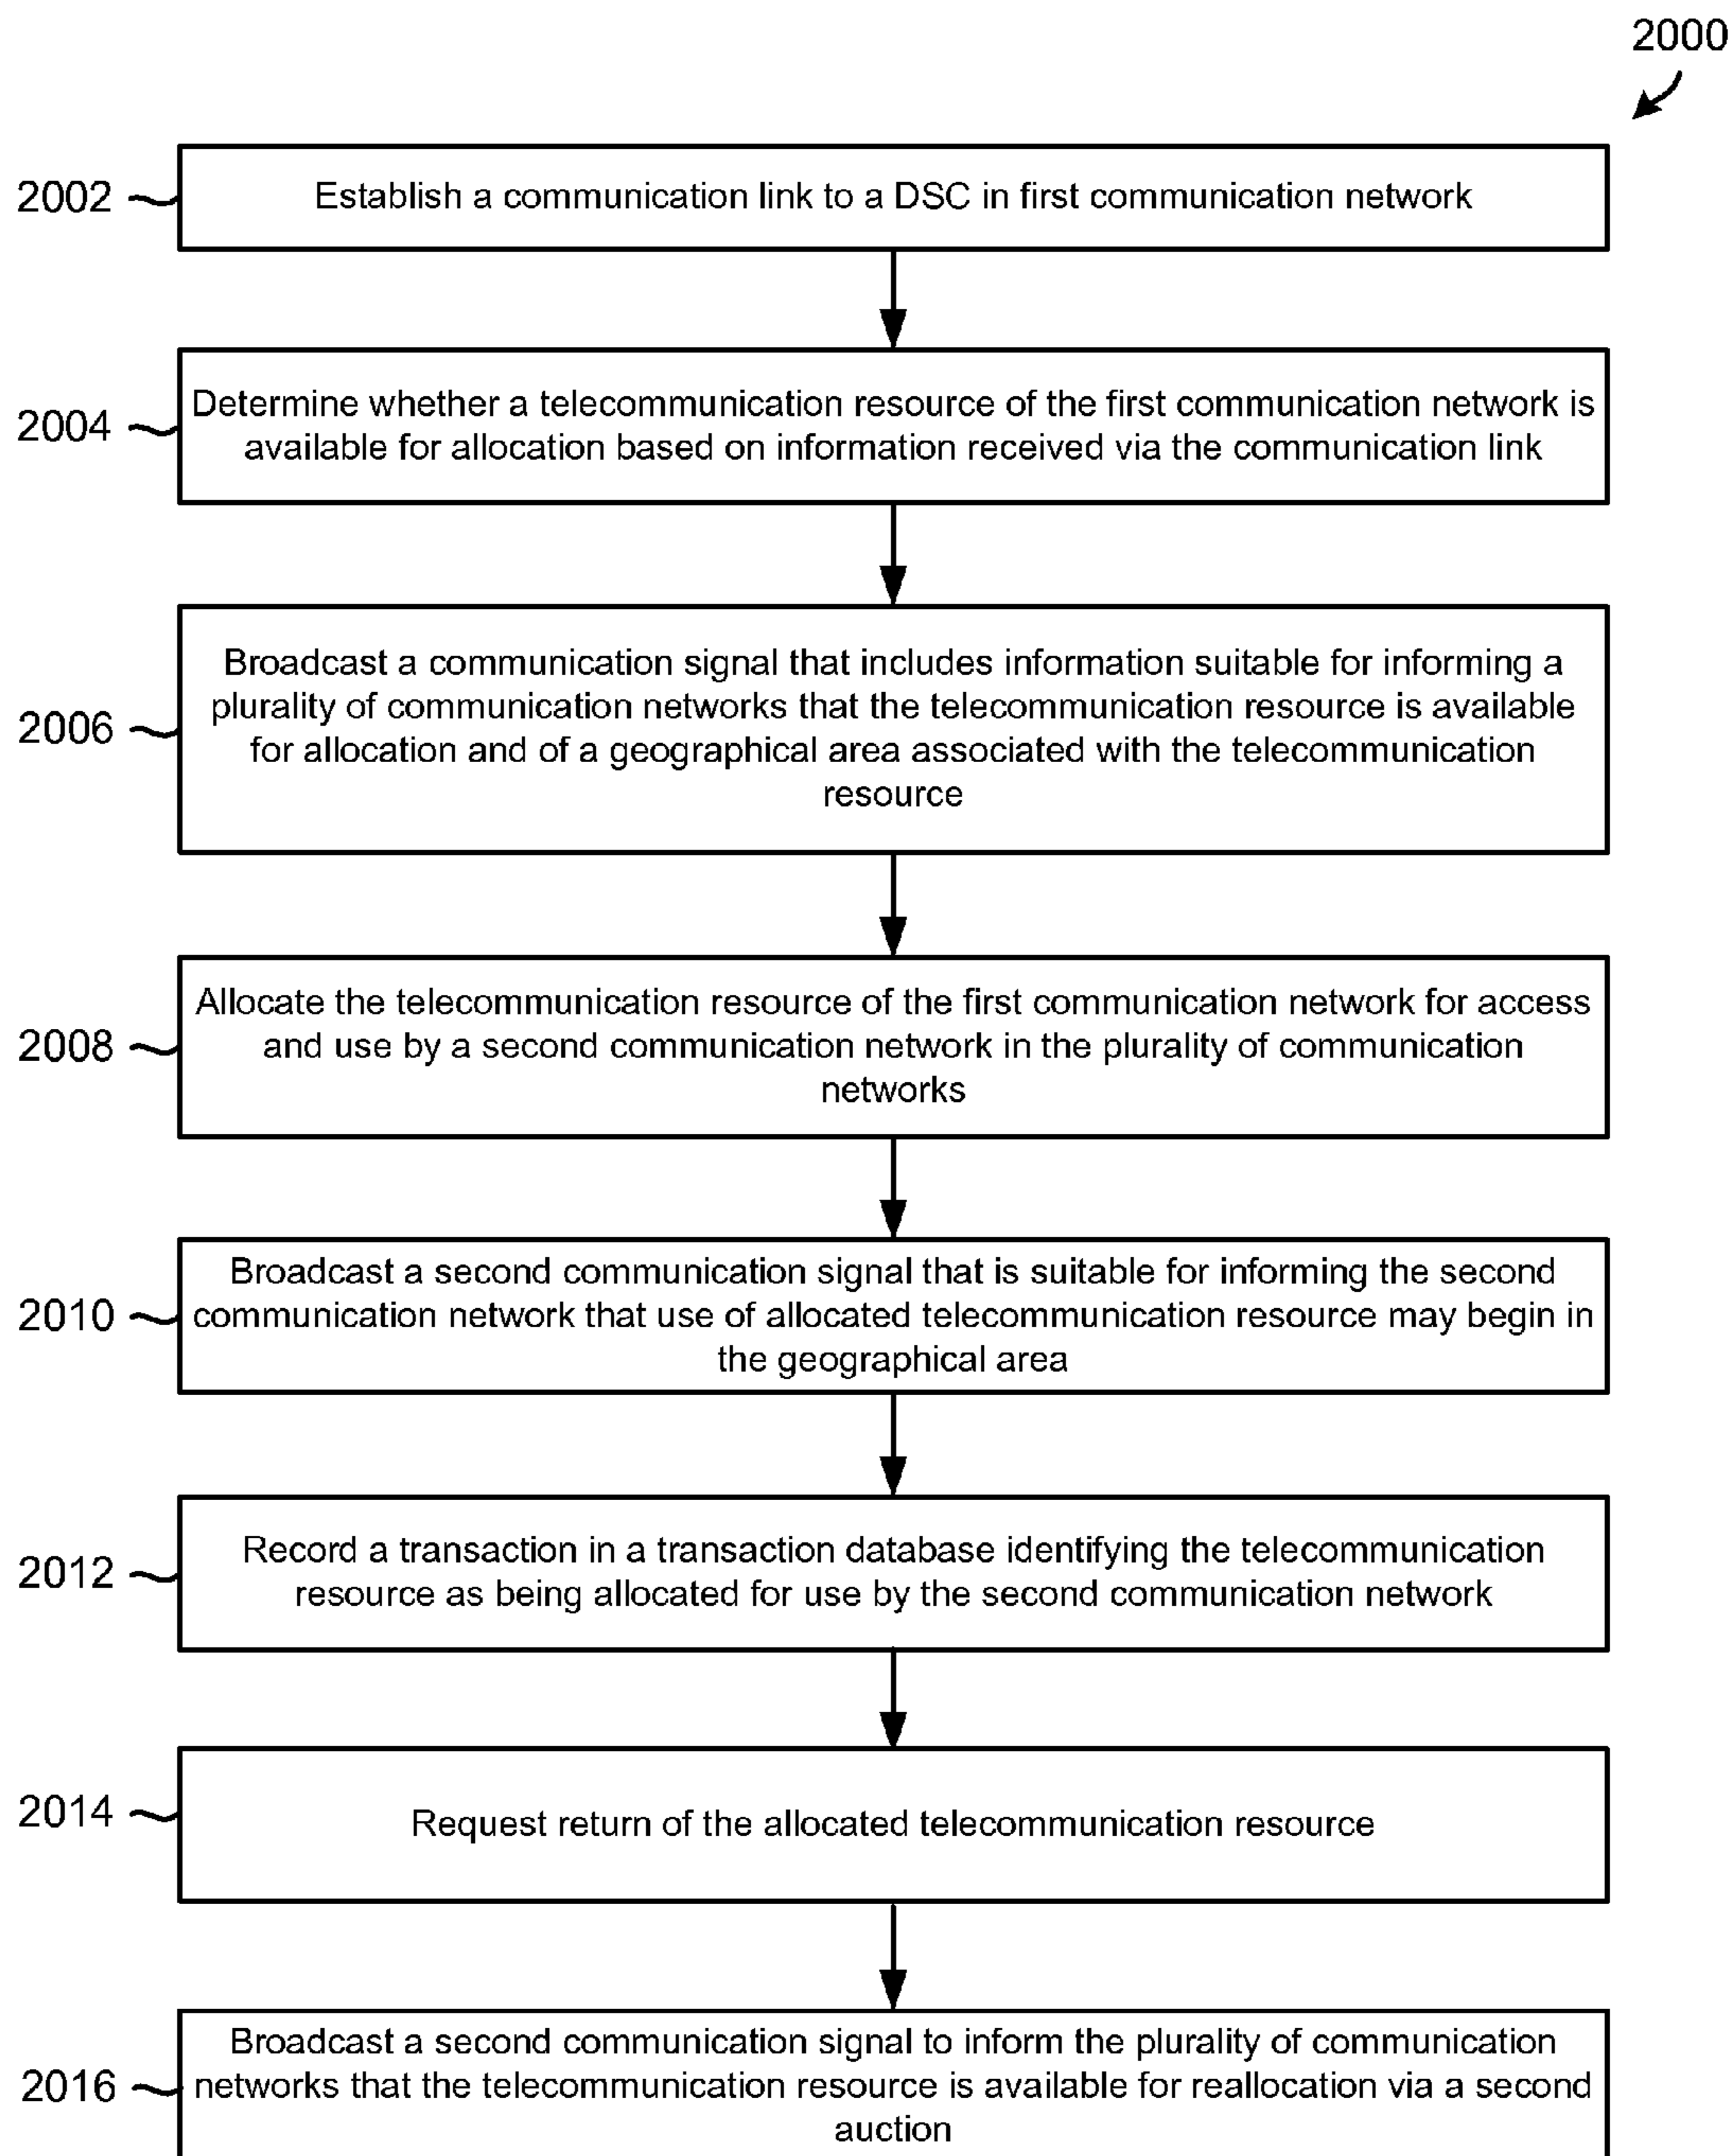 2000
2002
Establish a communication link to a DSC in first communication network
2004
Determine whether a telecommunication resource of the first communication network is
available for allocation based on information received via the communication link
2006
Broadcast a communication signal that includes information suitable for informing a
plurality of communication networks that the telecommunication resource is available
for allocation and of a geographical area associated with the telecommunication
resource
2008
Allocate the telecommunication resource of the first communication network for access
and use by a second communication network in the plurality of communication
networks
2010
Broadcast a second communication signal that is suitable for informing the second
communication network that use of allocated telecommunication resource may begin in
the geographical area
2012
Record a transaction in a transaction database identifying the telecommunication
resource as being allocated for use by the second communication network
2014
Request return of the allocated telecommunication resource
2016
Broadcast a second communication signal to inform the plurality of communication
networks that the telecommunication resource is available for reallocation via a second
auction